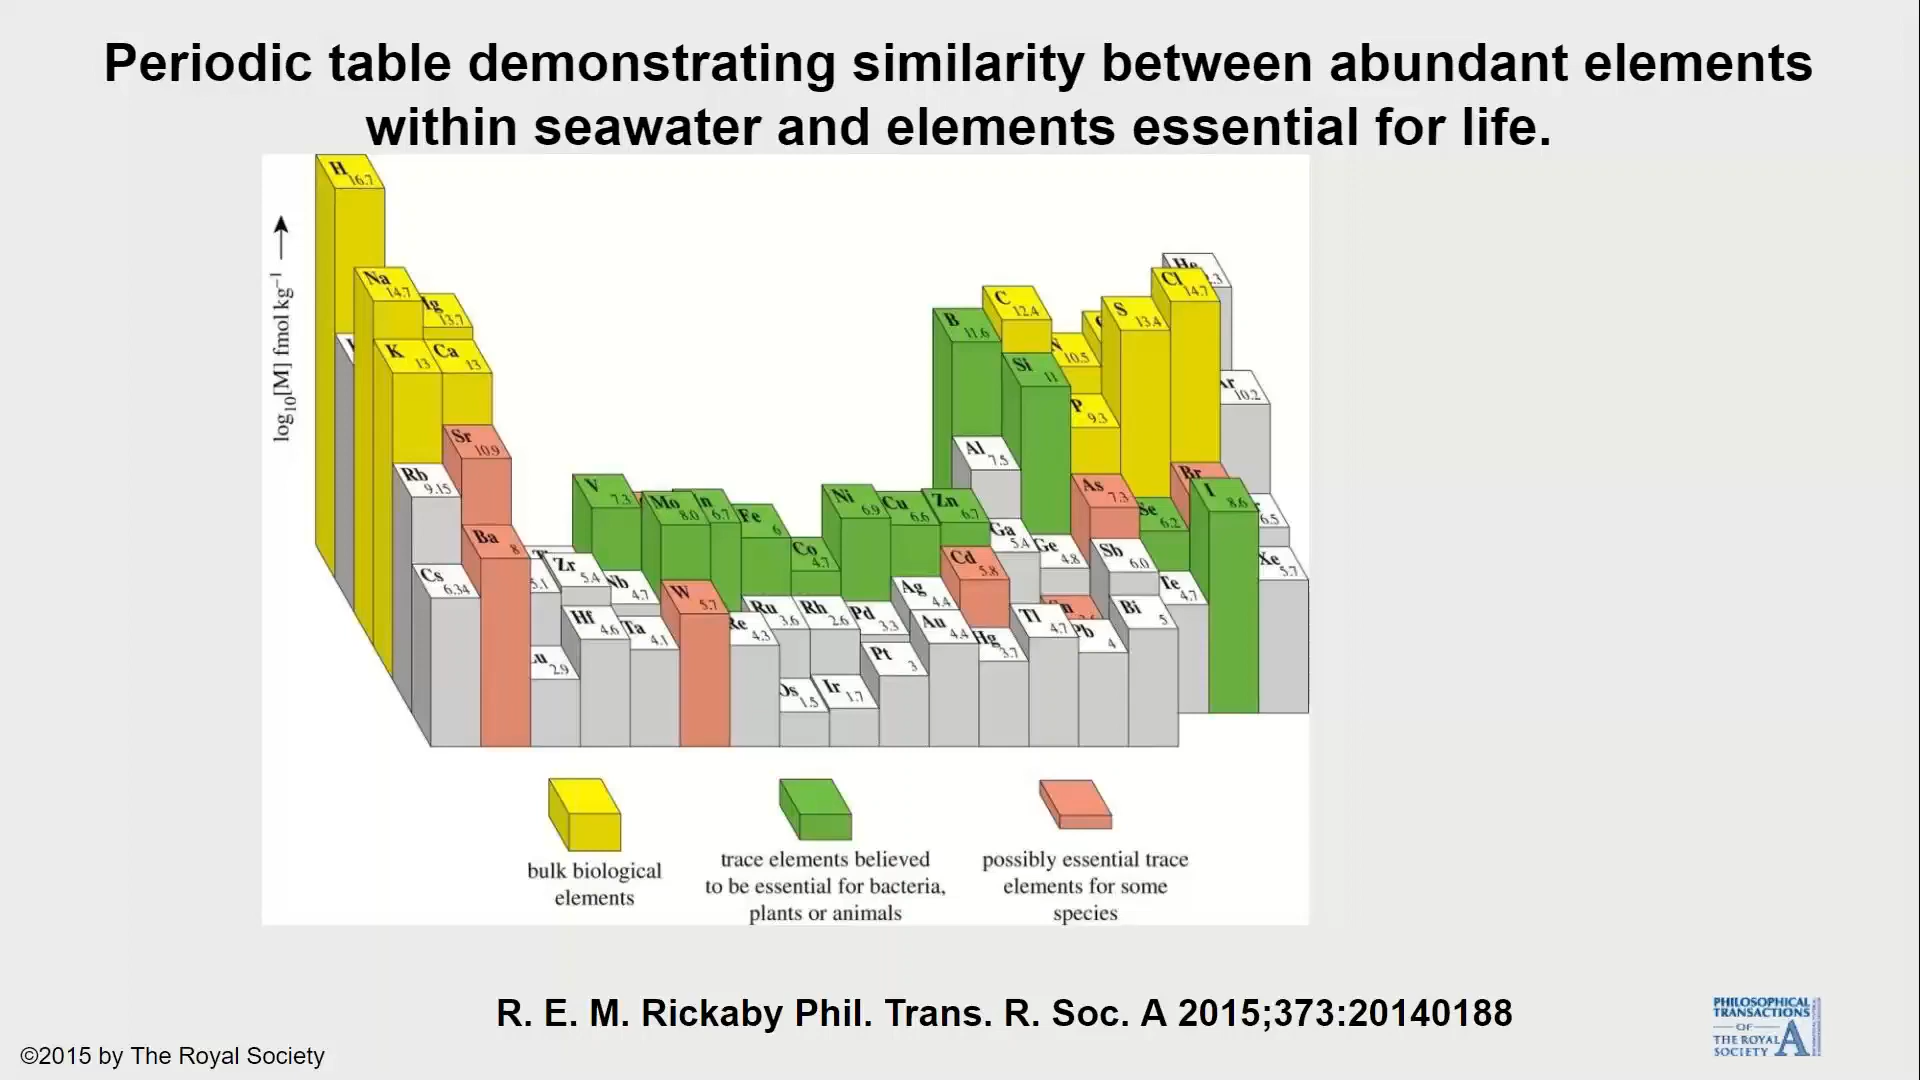 Periodic table demonstrating similarity between abundant elements
within seawater and elements essential for life.
log10[M] fmol kg−1
H 16.7
He
Na 14.7
13.7
Cl 14.7
C 12.4
S 13.4
B 11.6
N 10.5
K 13
Ca 13
Si 11
Ar 10.2
P 9.3
Sr 10.9
Al 7.5
Rb 9.15
V 7.3
Mo 8.0
6.7
Fe 6
Co 4.7
Ni 6.9
Cu 6.6
Zn 6.7
As 7.3
Br
I 8.6
Se 6.2
6.5
Ga 5.4
Ge 4.8
Ba 8
Cs 6.34
5.1
Zr 5.4
Nb 4.7
Cd 5.8
Sb 6.0
Te 4.7
Xe 5.7
W 5.7
Ru 3.6
Rh 2.6
Pd 3.3
Ag 4.4
Hf 4.6
Ta 4.1
Re 4.3
Au 4.4
Hg 3.7
Tl 4.7
Pb 4
Bi 5
Lu 2.9
Os 1.5
Ir 1.7
Pt 3
bulk biological
elements
trace elements believed
to be essential for bacteria,
plants or animals
possibly essential trace
elements for some
species
R. E. M. Rickaby Phil. Trans. R. Soc. A 2015;373:20140188
©2015 by The Royal Society
PHILOSOPHICAL
TRANSACTIONS
OF
THE ROYAL
SOCIETY A